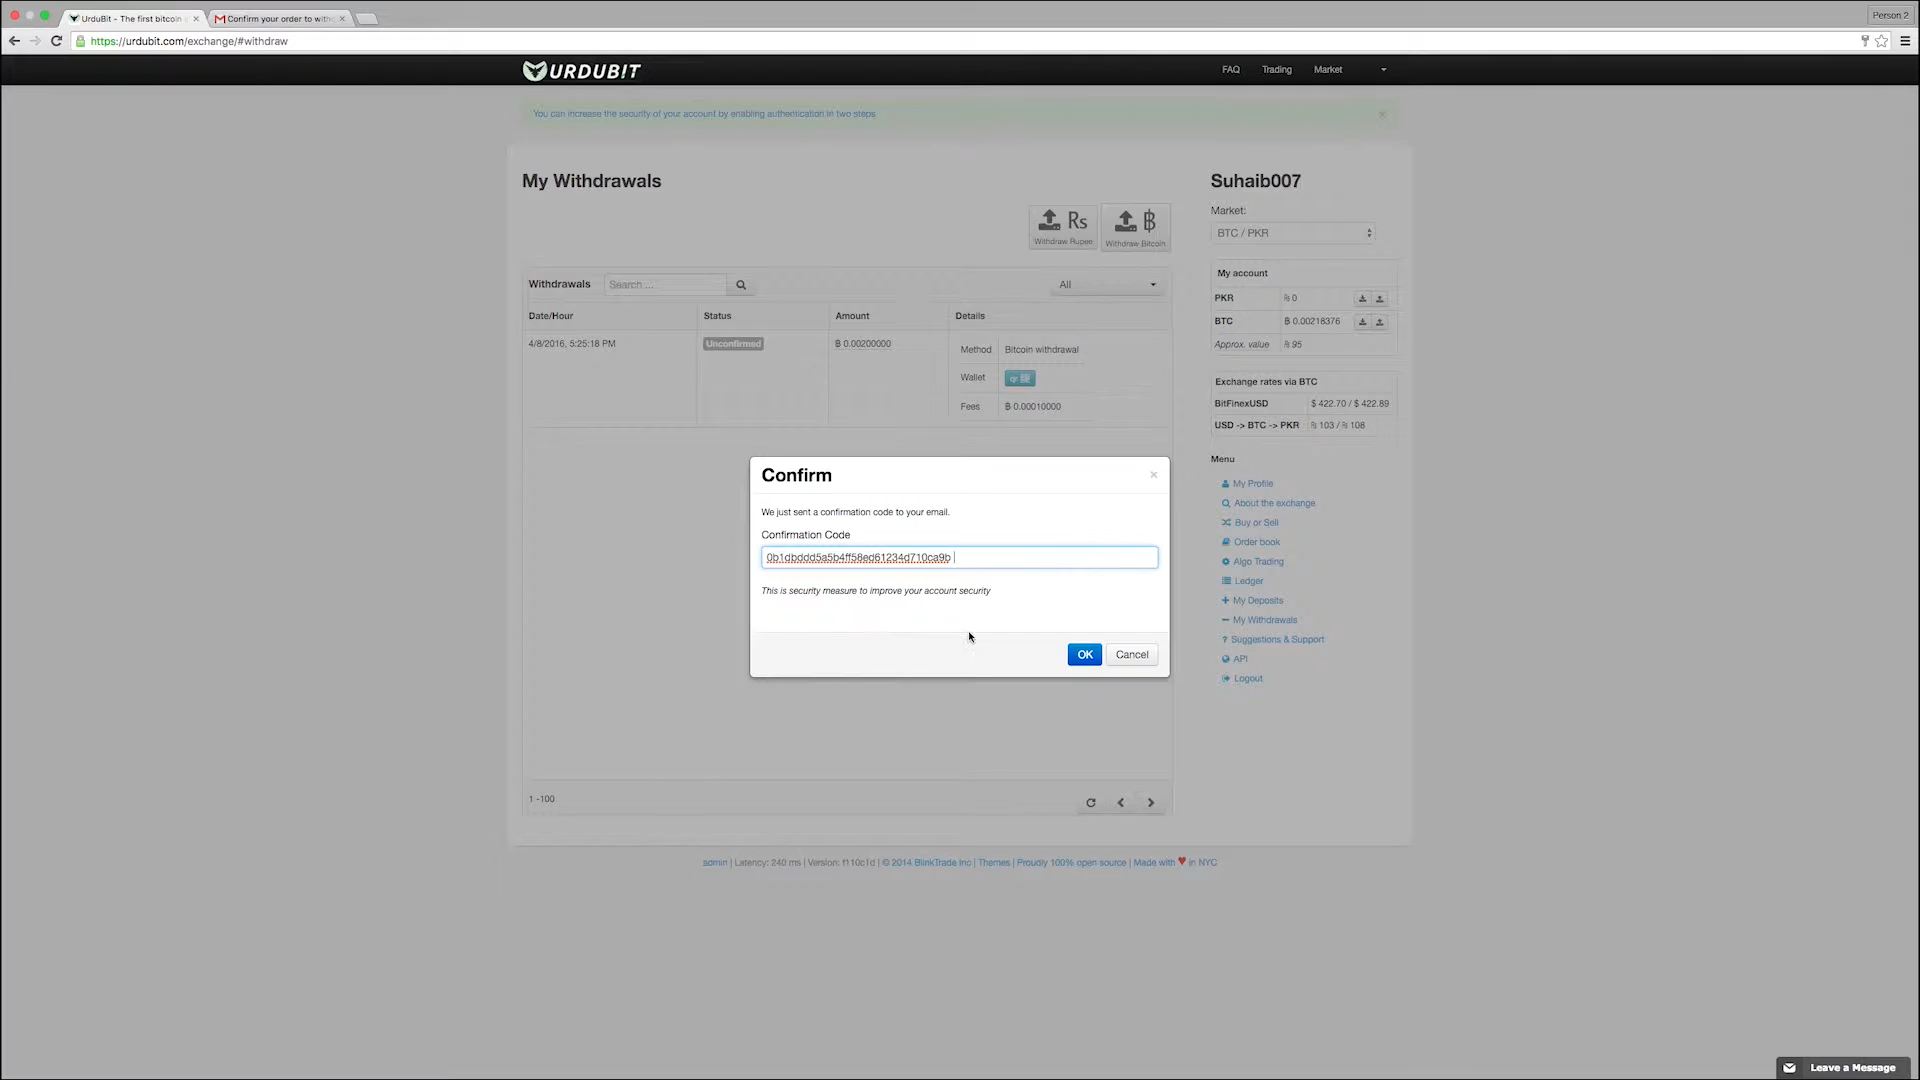 UrduBit - The first bitcoin
Confirm your order to with
Person 2
https://urdubit.com/exchange/#withdraw
URDUB!T
FAQ
Trading
Market
You can increase the security of your account by enabling authentication in two steps
My Withdrawals
Rs
Withdraw Rupee
฿
Withdraw Bitcoin
Withdrawals
Search ...
All
Date/Hour Status Amount Details
4/8/2016, 5:25:18 PM Unconfirmed ฿ 0.00200000
Method Bitcoin withdrawal
Wallet qr
Fees ฿ 0.00010000
Confirm
We just sent a confirmation code to your email.
Confirmation Code
0b1dbddd5a5b4ff58ed61234d710ca9b
This is security measure to improve your account security
OK
Cancel
1 -100
Suhaib007
Market:
BTC / PKR
My account
PKR ₨ 0
BTC ฿ 0.00218376
Approx. value ₨ 95
Exchange rates via BTC
BitFinexUSD $ 422.70 / $ 422.89
USD -> BTC -> PKR ₨ 103 / ₨ 108
Menu
My Profile
About the exchange
Buy or Sell
Order book
Algo Trading
Ledger
My Deposits
My Withdrawals
Suggestions & Support
API
Logout
admin | Latency: 240 ms | Version: f110c1d | © 2014 BlinkTrade Inc | Themes | Proudly 100% open source | Made with ♥ in NYC
Leave a Message